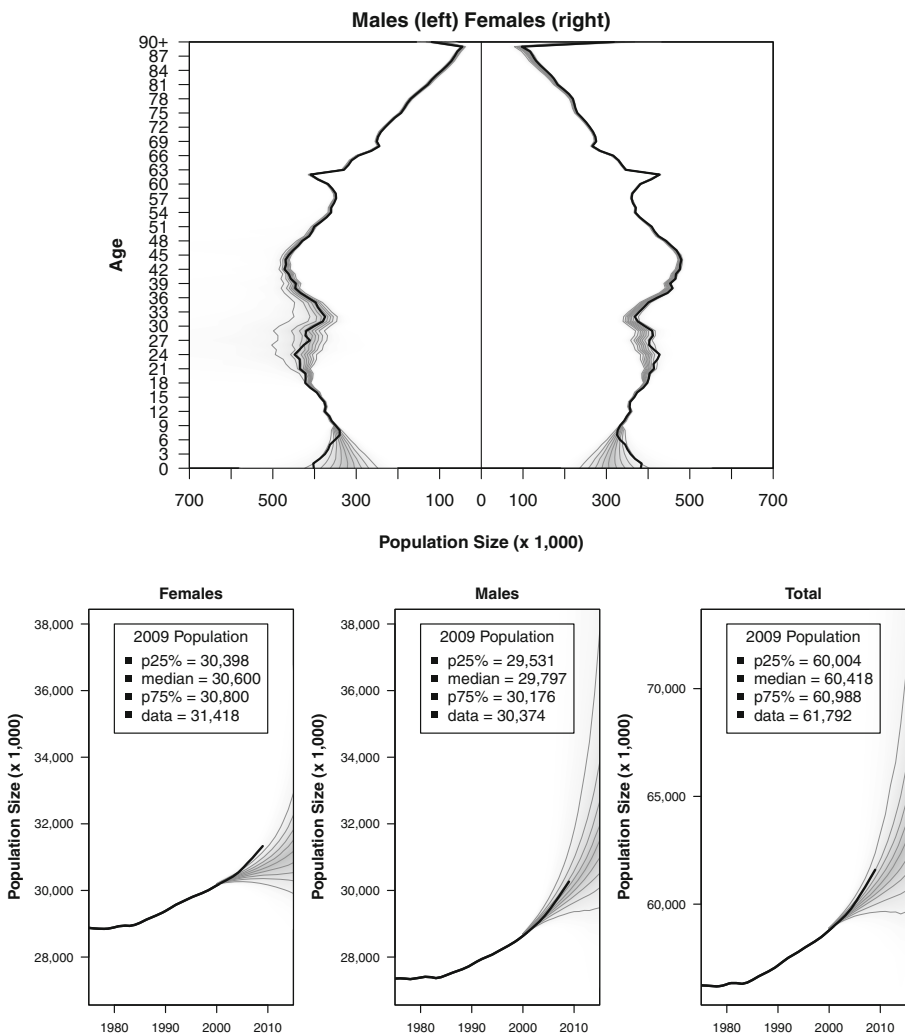 Males (left) Females (right)
90+
87
84
81
78
75
72
69
66
63
60
57
54
51
48
45
42
39
36
33
30
27
24
21
18
15
12
9
6
3
0
Age
700 500 300 100 0 100 300 500 700
Population Size (x 1,000)
Females
38,000
36,000
34,000
32,000
30,000
28,000
Population Size (x 1,000)
2009 Population
p25% = 30,398
median = 30,600
p75% = 30,800
data = 31,418
1980 1990 2000 2010
Males
38,000
36,000
34,000
32,000
30,000
28,000
Population Size (x 1,000)
2009 Population
p25% = 29,531
median = 29,797
p75% = 30,176
data = 30,374
1980 1990 2000 2010
Total
70,000
65,000
60,000
Population Size (x 1,000)
2009 Population
p25% = 60,004
median = 60,418
p75% = 60,988
data = 61,792
1980 1990 2000 2010